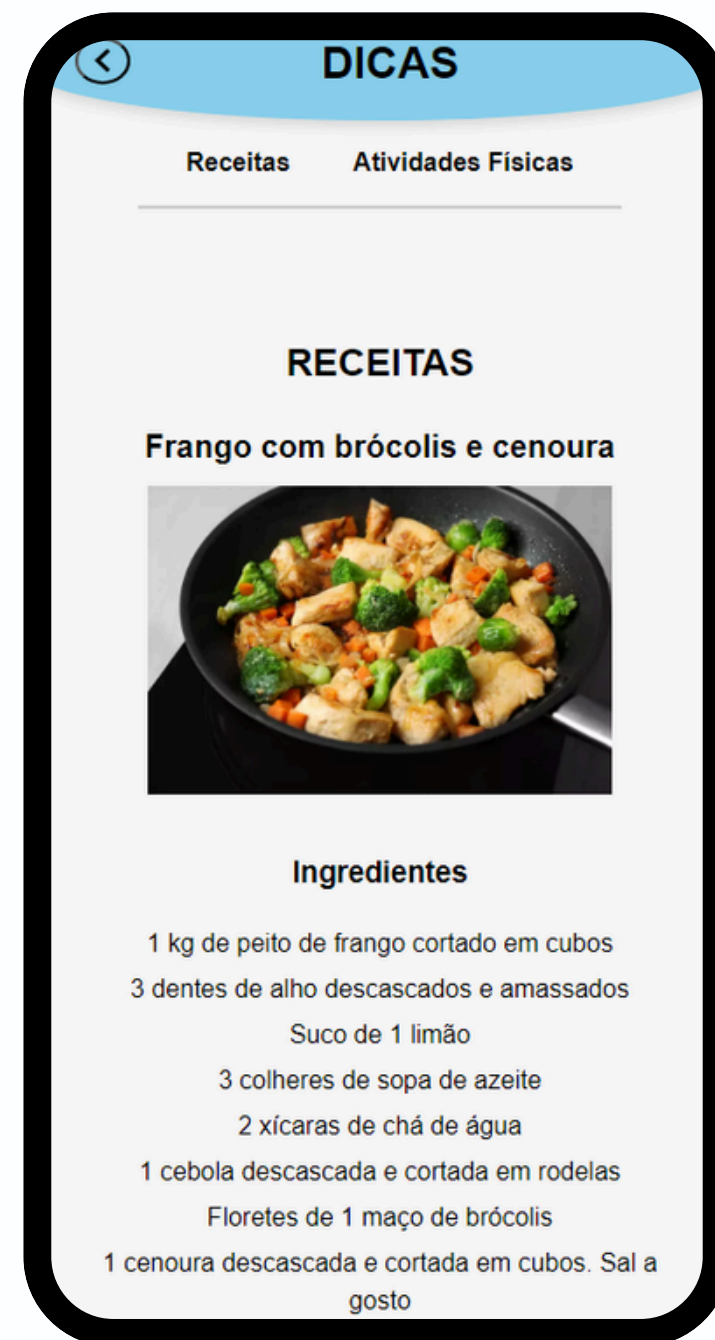 DICAS
Receitas Atividades Físicas
RECEITAS
Frango com brócolis e cenoura
Ingredientes
1 kg de peito de frango cortado em cubos
3 dentes de alho descascados e amassados
Suco de 1 limão
3 colheres de sopa de azeite
2 xícaras de chá de água
1 cebola descascada e cortada em rodelas
Floretes de 1 maço de brócolis
1 cenoura descascada e cortada em cubos. Sal a
gosto